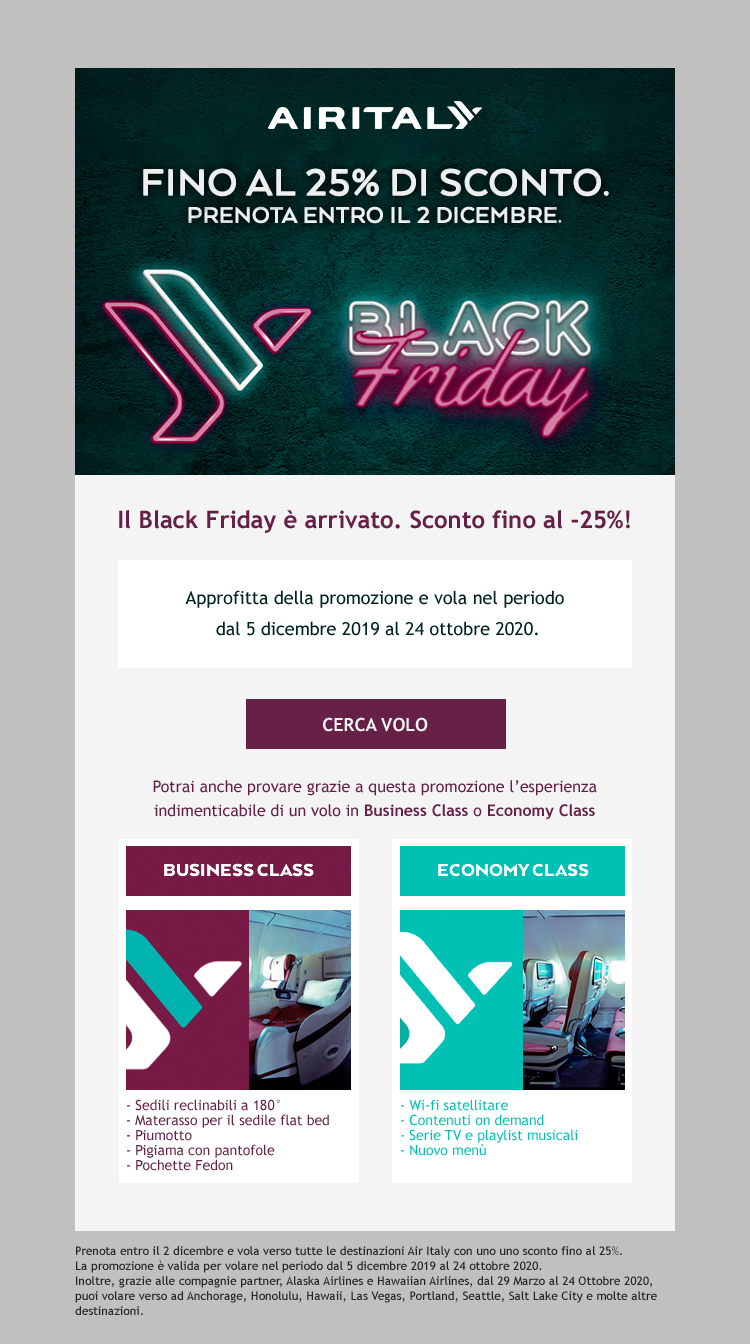 AIRITALY
FINO AL 25% DI SCONTO.
PRENOTA ENTRO IL 2 DICEMBRE.
BLACK
Friday
Il Black Friday è arrivato. Sconto fino al -25%!
Approfitta della promozione e vola nel periodo
dal 5 dicembre 2019 al 24 ottobre 2020.
CERCA VOLO
Potrai anche provare grazie a questa promozione l'esperienza
indimenticabile di un volo in Business Class o Economy Class
BUSINESS CLASS
- Sedili reclinabili a 180°
- Materasso per il sedile flat bed
- Piumotto
- Pigiama con pantofole
- Pochette Fedon
ECONOMY CLASS
- Wi-fi satellitare
- Contenuti on demand
- Serie TV e playlist musicali
- Nuovo menù
Prenota entro il 2 dicembre e vola verso tutte le destinazioni Air Italy con uno uno sconto fino al 25%.
La promozione è valida per volare nel periodo dal 5 dicembre 2019 al 24 ottobre 2020.
Inoltre, grazie alle compagnie partner, Alaska Airlines e Hawaiian Airlines, dal 29 Marzo al 24 Ottobre 2020,
puoi volare verso ad Anchorage, Honolulu, Hawaii, Las Vegas, Portland, Seattle, Salt Lake City e molte altre
destinazioni.